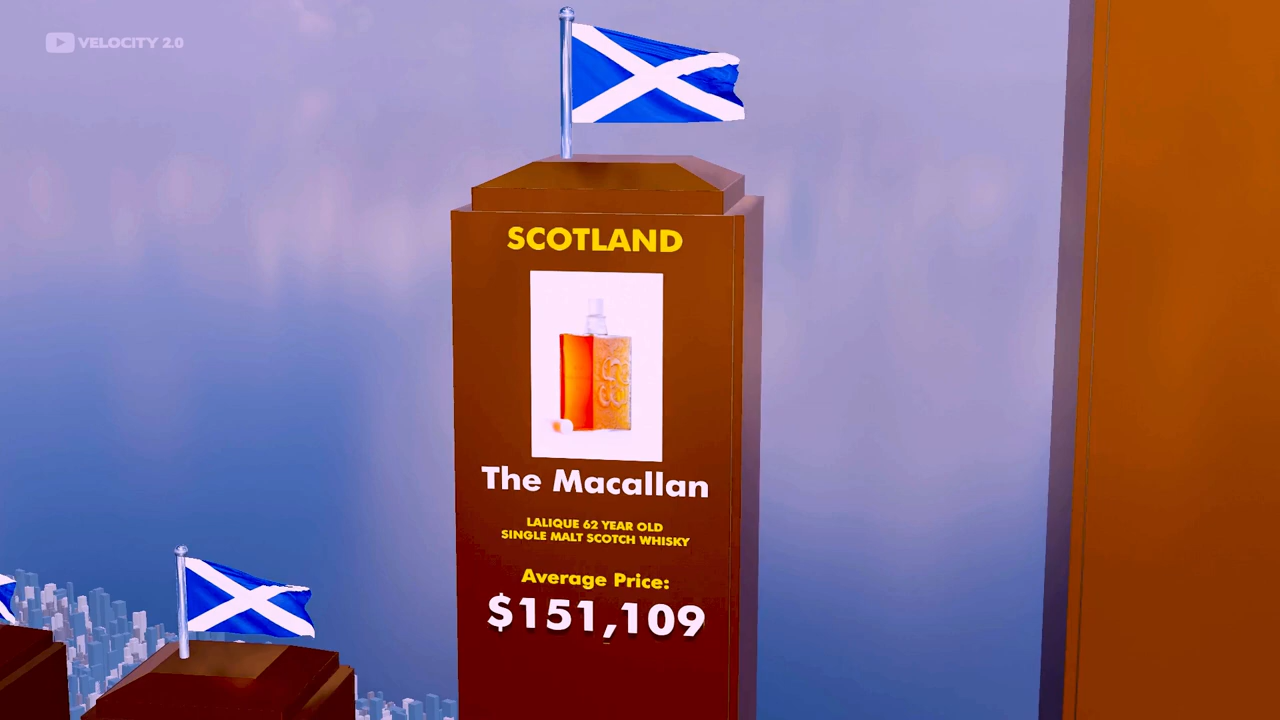 VELOCITY 2.0
SCOTLAND
The Macallan
LALIQUE 62 YEAR OLD
SINGLE MALT SCOTCH WHISKY
Average Price:
$151,109